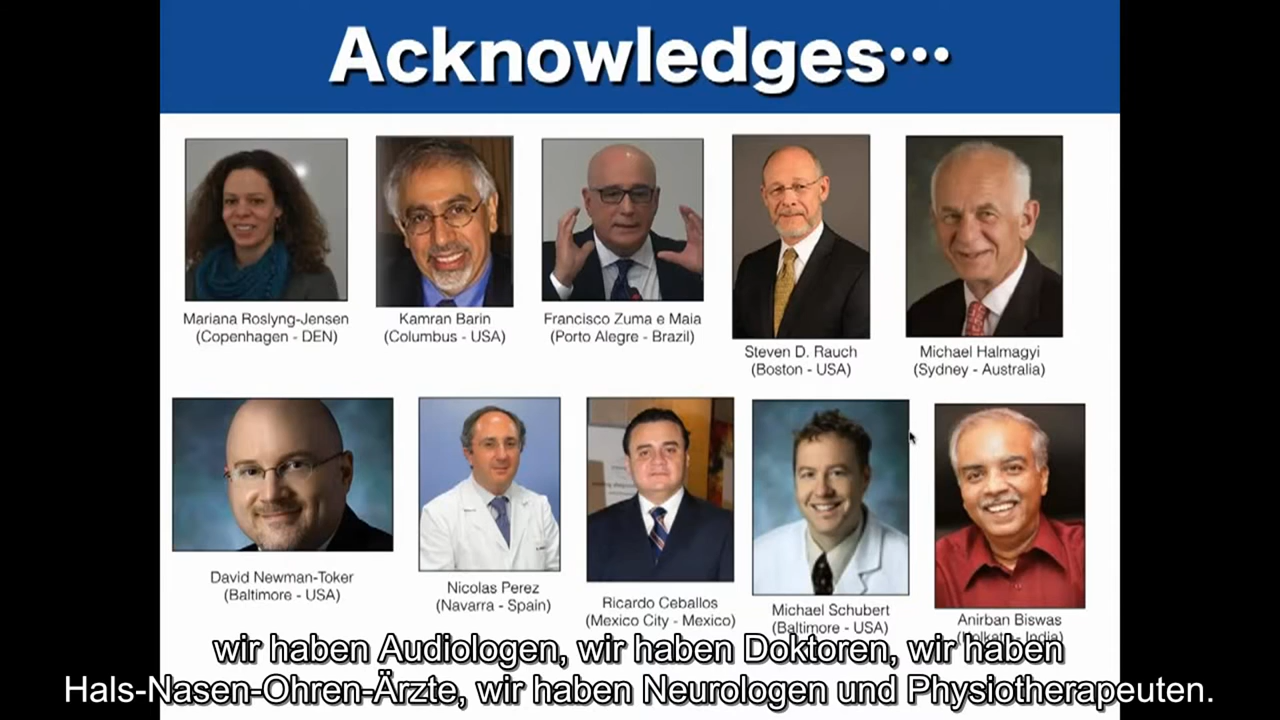 Acknowledges...
Mariana Roslyng-Jensen
(Copenhagen - DEN)
Kamran Barin
(Columbus - USA)
Francisco Zuma e Maia
(Porto Alegre - Brazil)
Steven D. Rauch
(Boston - USA)
Michael Halmagyi
(Sydney - Australia)
David Newman-Toker
(Baltimore - USA)
Nicolas Perez
(Navarra - Spain)
Ricardo Ceballos
(Mexico City - Mexico)
Michael Schubert
(Baltimore - USA)
Anirban Biswas
(Kolkata - India)
wir haben Audiologen, wir haben Doktoren, wir haben
Hals-Nasen-Ohren-Ärzte, wir haben Neurologen und Physiotherapeuten.